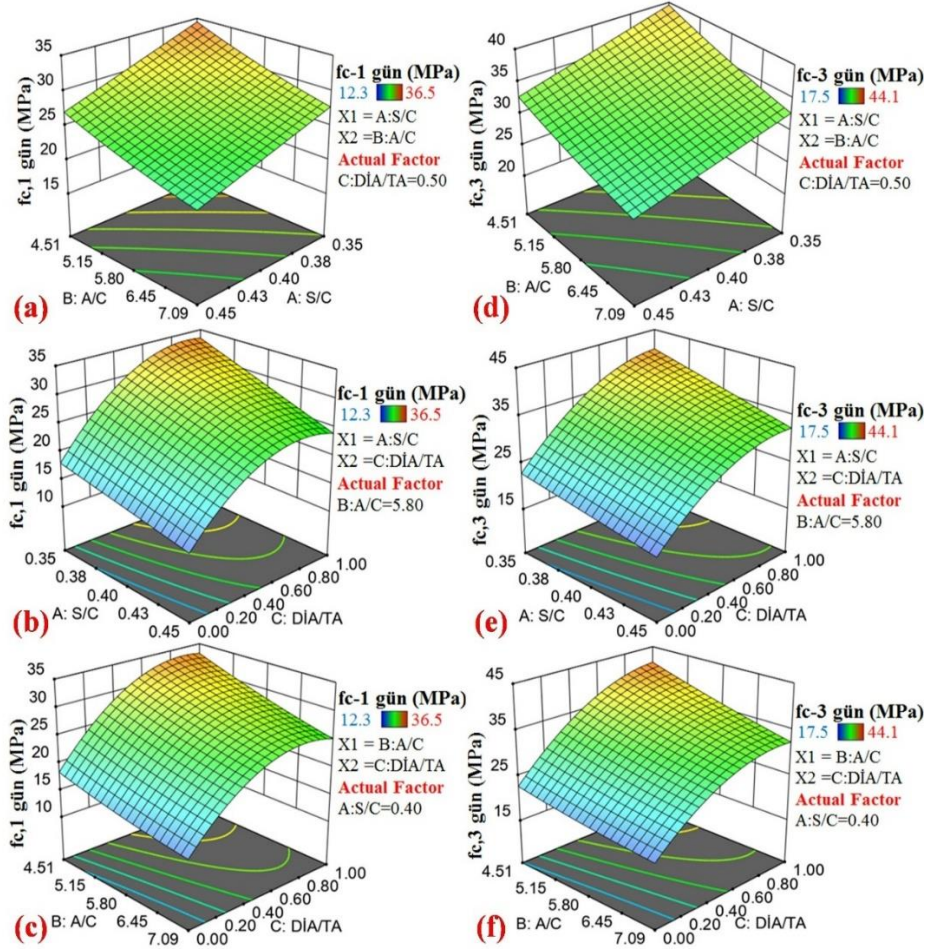 35
30
25
20
15
fc,1 gün (MPa)
4.51
5.15
5.80
6.45
7.09
B: A/C
0.45
0.43
0.40
0.38
0.35
A: S/C
fc-1 gün (MPa)
12.3 36.5
X1 = A:S/C
X2 =B:A/C
Actual Factor
C:DİA/TA=0.50
(a)
40
35
30
25
20
fc,3 gün (MPa)
4.51
5.15
5.80
6.45
7.09
B: A/C
0.45
0.43
0.40
0.38
0.35
A: S/C
fc-3 gün (MPa)
17.5 44.1
X1 = A:S/C
X2 =B:A/C
Actual Factor
C:DİA/TA=0.50
(d)
35
30
25
20
15
10
fc,1 gün (MPa)
0.35
0.38
0.40
0.43
0.45
A: S/C
0.00
0.20
0.40
0.60
0.80
1.00
C: DİA/TA
fc-1 gün (MPa)
12.3 36.5
X1 = A:S/C
X2 =C:DİA/TA
Actual Factor
B:A/C=5.80
(b)
45
35
25
15
fc,3 gün (MPa)
0.35
0.38
0.40
0.43
0.45
A: S/C
0.00
0.20
0.40
0.60
0.80
1.00
C: DİA/TA
fc-3 gün (MPa)
17.5 44.1
X1 = A:S/C
X2 =C:DİA/TA
Actual Factor
B:A/C=5.80
(e)
35
30
25
20
15
10
fc,1 gün (MPa)
4.51
5.15
5.80
6.45
7.09
B: A/C
0.00
0.20
0.40
0.60
0.80
1.00
C: DİA/TA
fc-1 gün (MPa)
12.3 36.5
X1 = B:A/C
X2 =C:DİA/TA
Actual Factor
A:S/C=0.40
(c)
45
35
25
15
fc,3 gün (MPa)
4.51
5.15
5.80
6.45
7.09
B: A/C
0.00
0.20
0.40
0.60
0.80
1.00
C: DİA/TA
fc-3 gün (MPa)
17.5 44.1
X1 = B:A/C
X2 =C:DİA/TA
Actual Factor
A:S/C=0.40
(f)